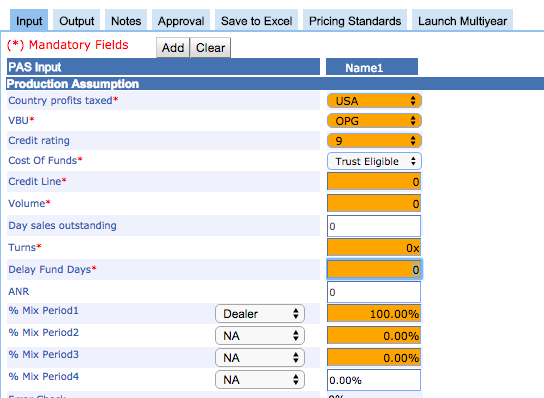 Input Output Notes Approval Save to Excel Pricing Standards Launch Multiyear
(*) Mandatory Fields Add Clear
PAS Input Name1
Production Assumption
Country profits taxed* USA
VBU* OPG
Credit rating 9
Cost Of Funds* Trust Eligible
Credit Line* 0
Volume* 0
Day sales outstanding 0
Turns* 0x
Delay Fund Days* 0
ANR 0
% Mix Period1 Dealer 100.00%
% Mix Period2 NA 0.00%
% Mix Period3 NA 0.00%
% Mix Period4 NA 0.00%